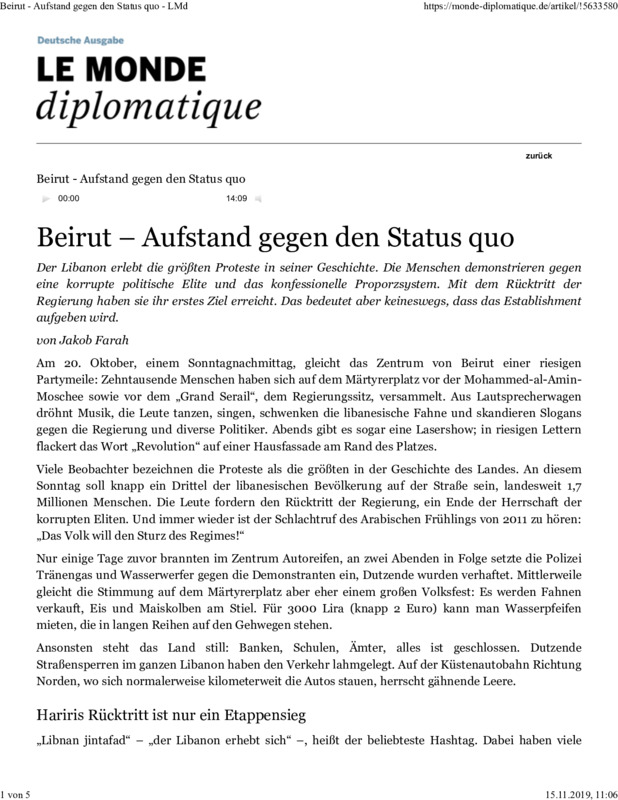 Beirut - Aufstand gegen den Status quo - LMd
https://monde-diplomatique.de/artikel/!5633580
Deutsche Ausgabe
LE MONDE
diplomatique
zurück
Beirut - Aufstand gegen den Status quo
00:00
14:09
Beirut – Aufstand gegen den Status quo
Der Libanon erlebt die größten Proteste in seiner Geschichte. Die Menschen demonstrieren gegen
eine korrupte politische Elite und das konfessionelle Proporzsystem. Mit dem Rücktritt der
Regierung haben sie ihr erstes Ziel erreicht. Das bedeutet aber keineswegs, dass das Establishment
aufgeben wird.
von Jakob Farah
Am 20. Oktober, einem Sonntagnachmittag, gleicht das Zentrum von Beirut einer riesigen
Partymeile: Zehntausende Menschen haben sich auf dem Märtyrerplatz vor der Mohammed-al-Amin-
Moschee sowie vor dem „Grand Serail“, dem Regierungssitz, versammelt. Aus Lautsprecherwagen
dröhnt Musik, die Leute tanzen, singen, schwenken die libanesische Fahne und skandieren Slogans
gegen die Regierung und diverse Politiker. Abends gibt es sogar eine Lasershow; in riesigen Lettern
flackert das Wort „Revolution“ auf einer Hausfassade am Rand des Platzes.
Viele Beobachter bezeichnen die Proteste als die größten in der Geschichte des Landes. An diesem
Sonntag soll knapp ein Drittel der libanesischen Bevölkerung auf der Straße sein, landesweit 1,7
Millionen Menschen. Die Leute fordern den Rücktritt der Regierung, ein Ende der Herrschaft der
korrupten Eliten. Und immer wieder ist der Schlachtruf des Arabischen Frühlings von 2011 zu hören:
„Das Volk will den Sturz des Regimes!“
Nur einige Tage zuvor brannten im Zentrum Autoreifen, an zwei Abenden in Folge setzte die Polizei
Tränengas und Wasserwerfer gegen die Demonstranten ein, Dutzende wurden verhaftet. Mittlerweile
gleicht die Stimmung auf dem Märtyrerplatz aber eher einem großen Volksfest: Es werden Fahnen
verkauft, Eis und Maiskolben am Stiel. Für 3000 Lira (knapp 2 Euro) kann man Wasserpfeifen
mieten, die in langen Reihen auf den Gehwegen stehen.
Ansonsten steht das Land still: Banken, Schulen, Ämter, alles ist geschlossen. Dutzende
Straßensperren im ganzen Libanon haben den Verkehr lahmgelegt. Auf der Küstenautobahn Richtung
Norden, wo sich normalerweise kilometerweit die Autos stauen, herrscht gähnende Leere.
Hariris Rücktritt ist nur ein Etappensieg
„Libnan jintafad“ – „der Libanon erhebt sich“ –, heißt der beliebteste Hashtag. Dabei haben viele
1 von 5
15.11.2019, 11:06